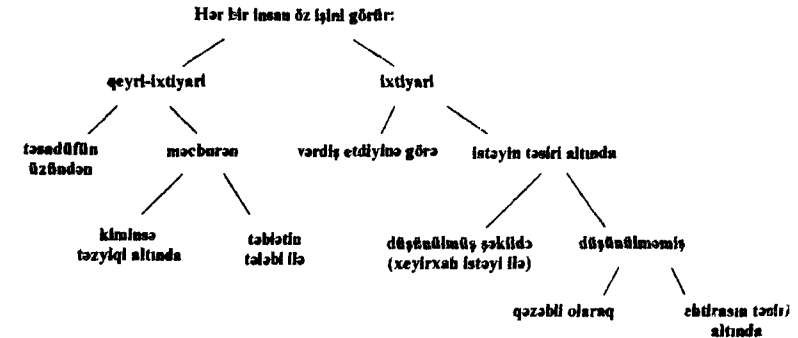 Hər bir insan öz işini görür:
qeyri-ixtiyari
ixtiyari
təsadüfün
üzündən
məcburən
vərdiş etdiyinə görə
istəyin təsiri altında
kiminsə
təzyiqi altında
təbiətin
tələbi ilə
düşünülmüş şəkildə
(xeyirxah istəyi ilə)
düşünülməmiş
qəzəbli olaraq
ehtirasın təsiri
altında